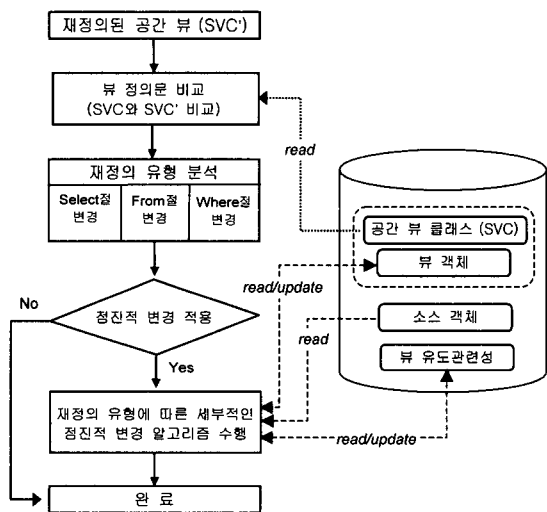 재정의된 공간 뷰 (SVC')
뷰 정의문 비교
(SVC와 SVC' 비교)
재정의 유형 분석
Select절
변경
From절
변경
Where절
변경
No
점진적 변경 적용
Yes
재정의 유형에 따른 세부적인
점진적 변경 알고리즘 수행
완 료
read
공간 뷰 클래스 (SVC)
뷰 객체
read/update
소스 객체
read
뷰 유도관련성
read/update